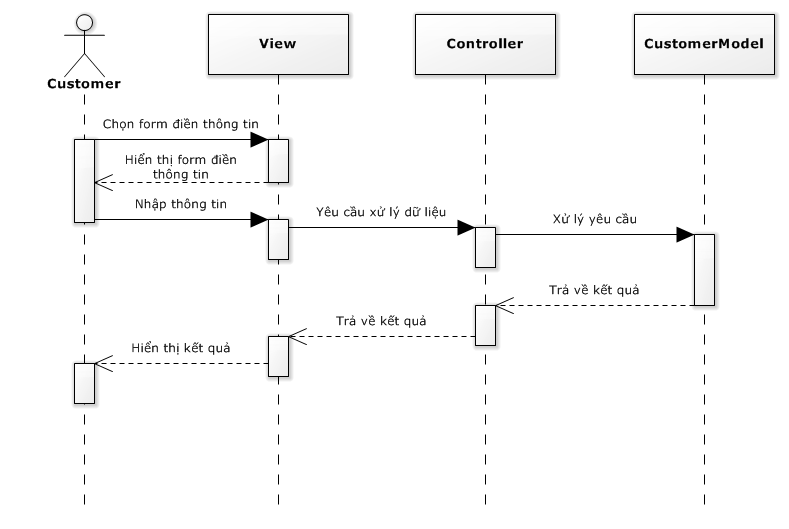 View
Controller
CustomerModel
Customer
Chọn form điền thông tin
Hiển thị form điền
thông tin
Nhập thông tin
Yêu cầu xử lý dữ liệu
Xử lý yêu cầu
Trả về kết quả
Trả về kết quả
Hiển thị kết quả